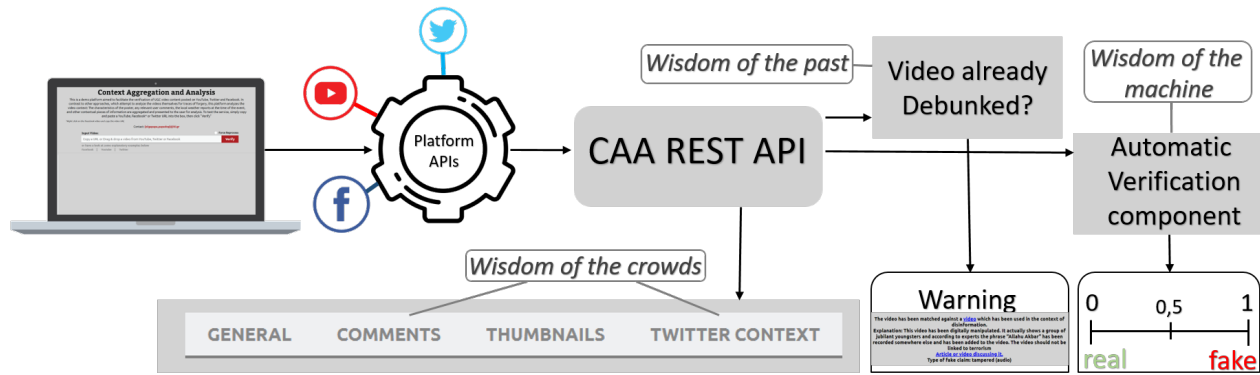 Context Aggregation and Analysis
Verify
Platform
APIs
CAA REST API
Wisdom of the past
Video already
Debunked?
Wisdom of the
machine
Automatic
Verification
component
Wisdom of the crowds
GENERAL
COMMENTS
THUMBNAILS
TWITTER CONTEXT
Warning
The video has been matched against a video which has been used in the context of
disinformation.
Explanation: This video has been digitally manipulated. It actually shows a group of
jubilant youngsters and according to experts the phrase "Allahu Akbar" has been
recorded somewhere else and has been added to the video. The video should not be
linked to terrorism
Article or video discussing it.
Type of fake claim: tampered (audio)
0
0,5
1
real
fake